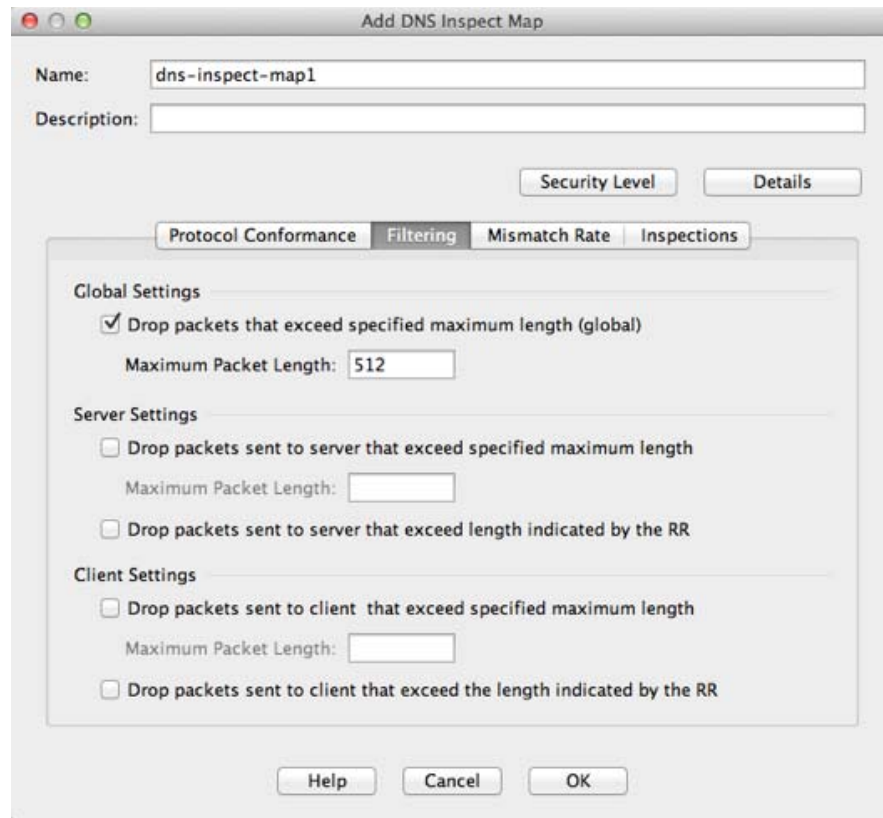 Add DNS Inspect Map
Name: dns-inspect-map1
Description:
Security Level Details
Protocol Conformance Filtering Mismatch Rate Inspections
Global Settings
Drop packets that exceed specified maximum length (global)
Maximum Packet Length: 512
Server Settings
Drop packets sent to server that exceed specified maximum length
Maximum Packet Length:
Drop packets sent to server that exceed length indicated by the RR
Client Settings
Drop packets sent to client that exceed specified maximum length
Maximum Packet Length:
Drop packets sent to client that exceed the length indicated by the RR
Help Cancel OK